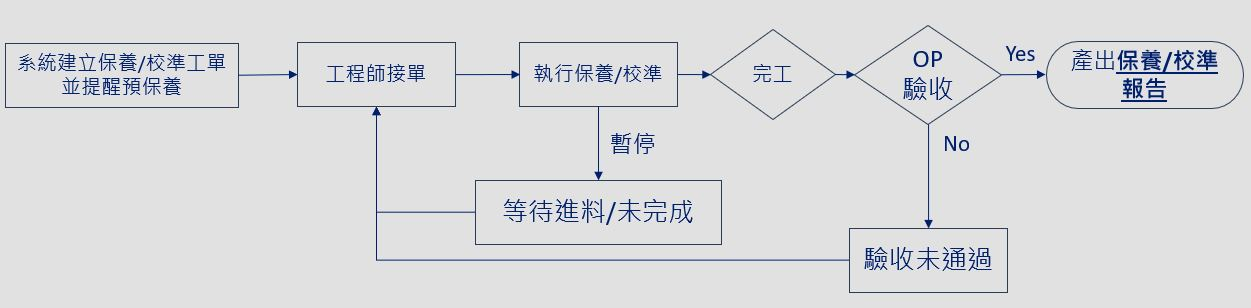 系統建立保養/校準工單
並提醒預保養
工程師接單
執行保養/校準
完工
OP
驗收
Yes
產出保養/校準
報告
暫停
No
等待進料/未完成
驗收未通過